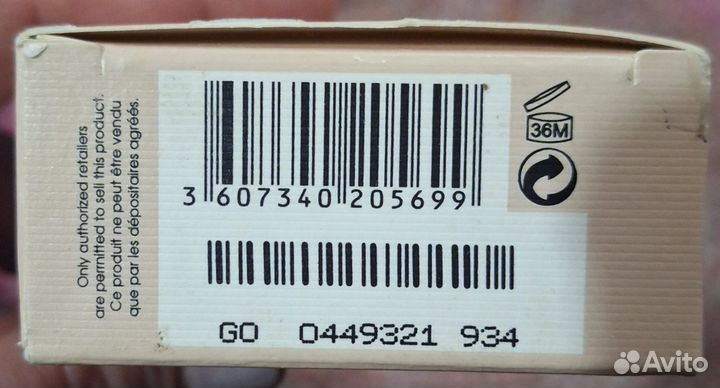 Only authorized retailers
are permitted to sell this product.
Ce produit ne peut être vendu
que par les dépositaires agréés.
3 607340 205699
36M
GO 0449321 934
Avito